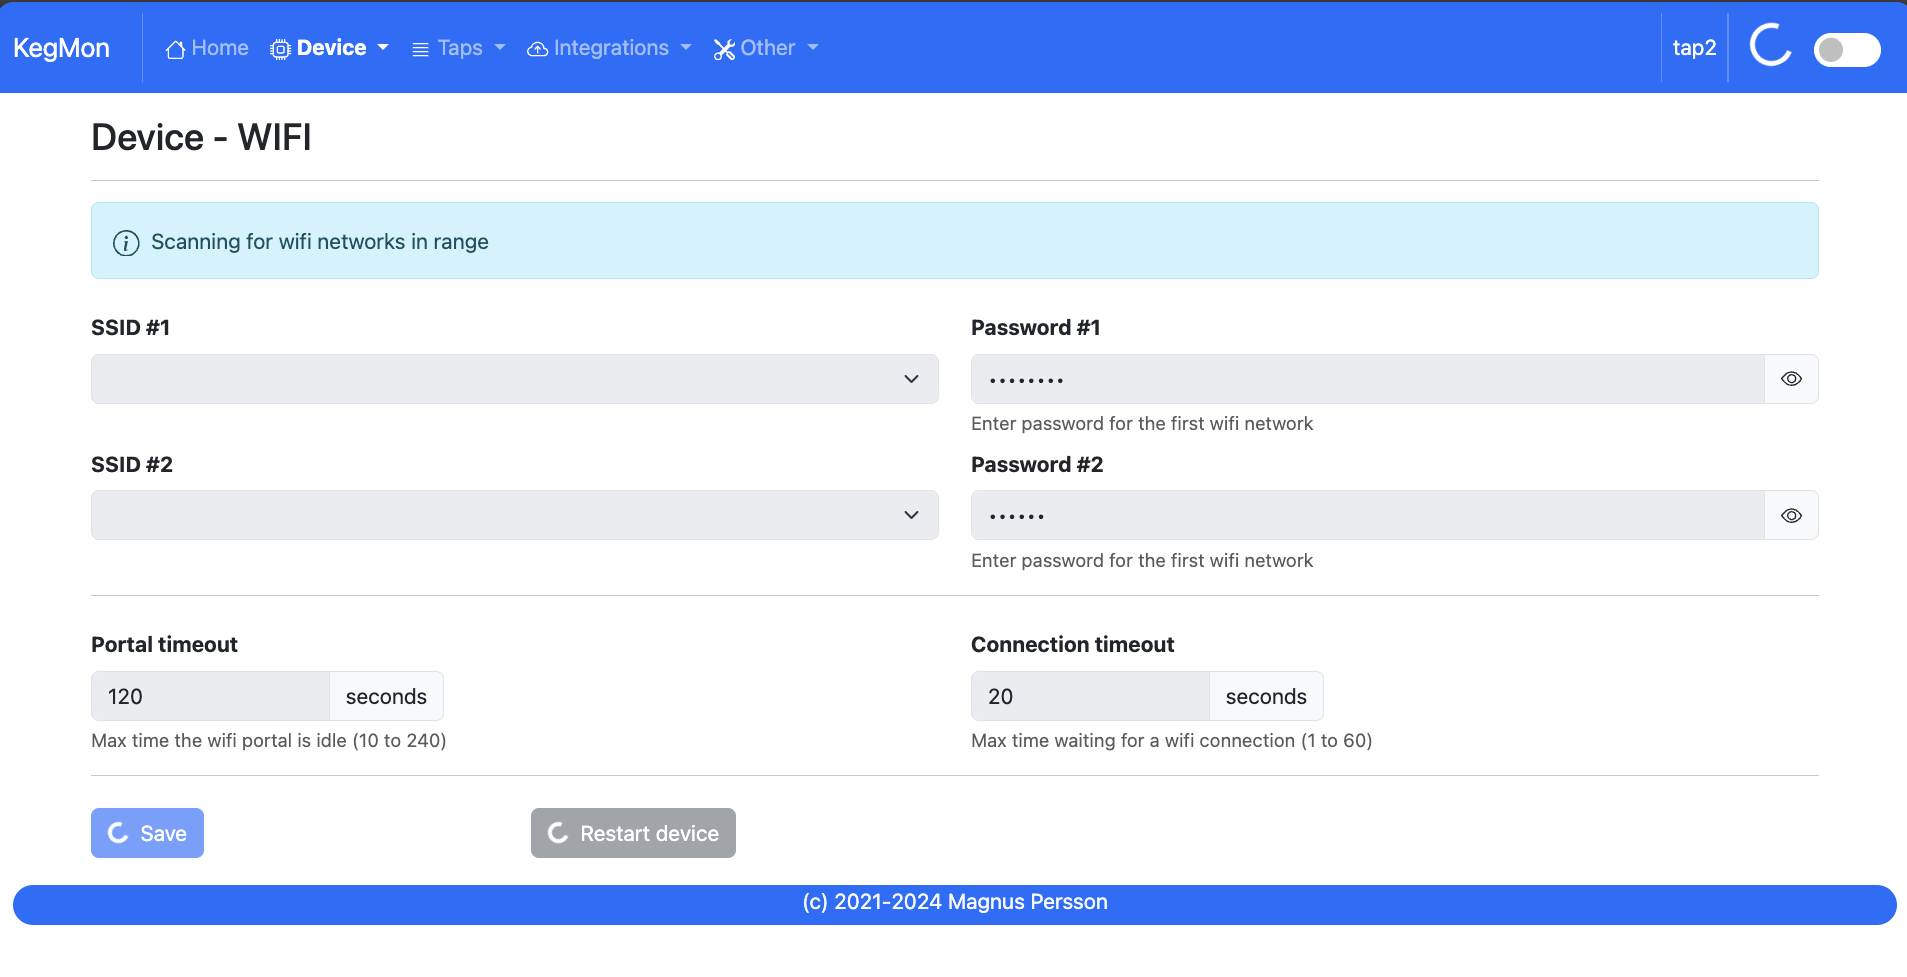 KegMon
Home
Device
Taps
Integrations
Other
tap2
Device - WIFI
Scanning for wifi networks in range
SSID #1
Password #1
••••••••
Enter password for the first wifi network
SSID #2
Password #2
••••••
Enter password for the first wifi network
Portal timeout
Connection timeout
120 seconds
20 seconds
Max time the wifi portal is idle (10 to 240)
Max time waiting for a wifi connection (1 to 60)
Save
Restart device
(c) 2021-2024 Magnus Persson